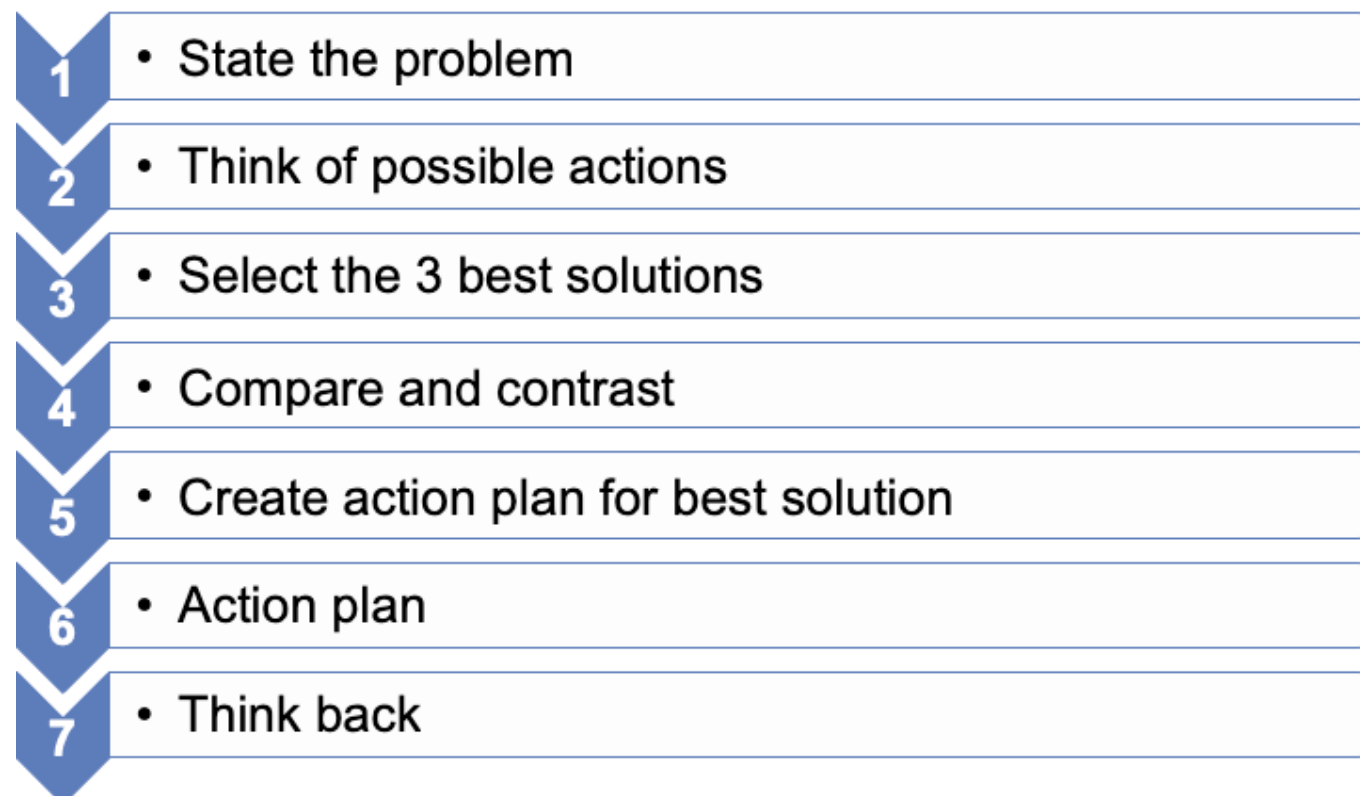 1 • State the problem
2 • Think of possible actions
3 • Select the 3 best solutions
4 • Compare and contrast
5 • Create action plan for best solution
6 • Action plan
7 • Think back